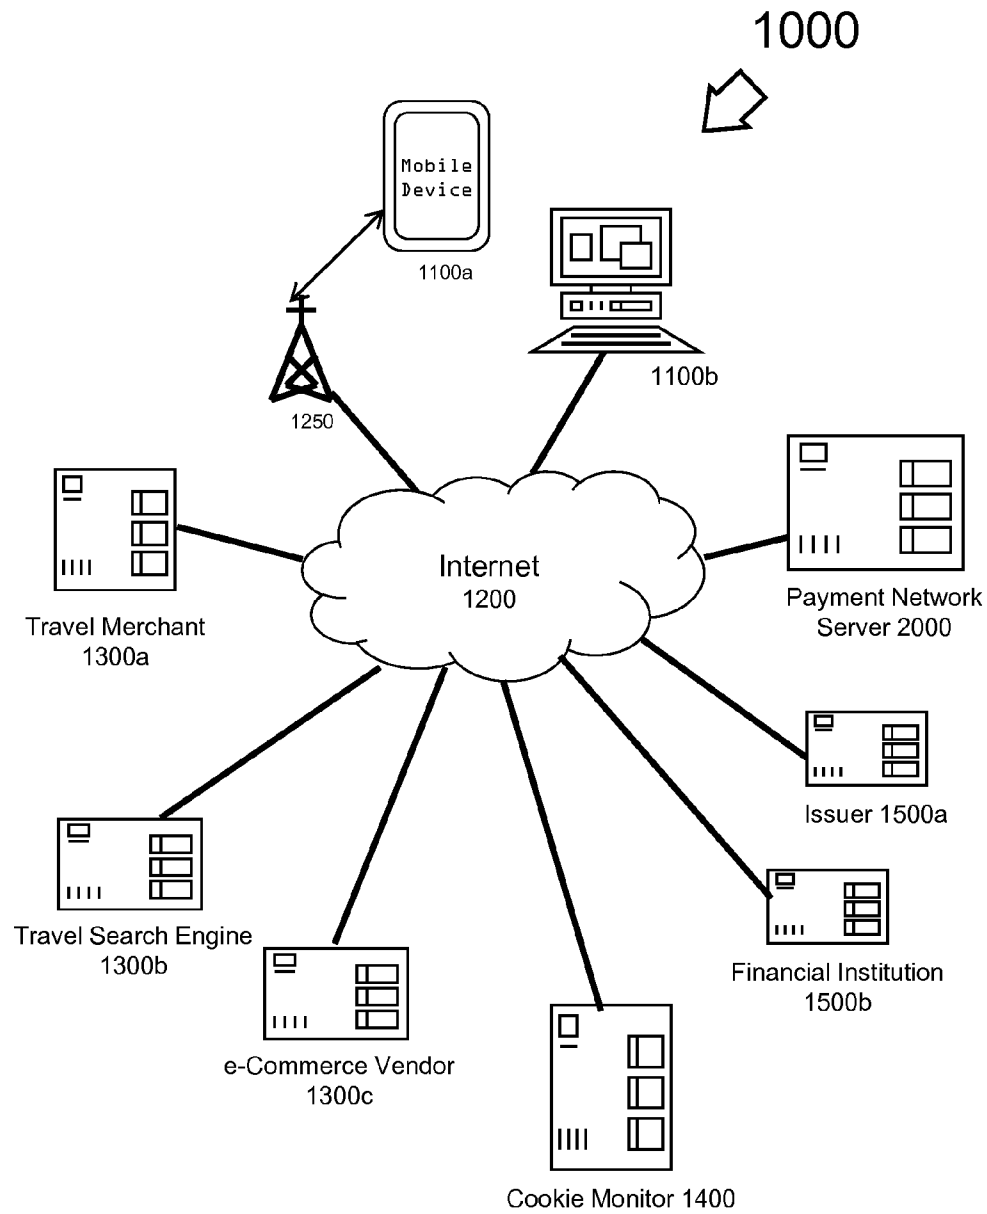 1000
Mobile
Device
1100a
1100b
1250
Internet
1200
Travel Merchant
1300a
Payment Network
Server 2000
Issuer 1500a
Travel Search Engine
1300b
Financial Institution
1500b
e-Commerce Vendor
1300c
Cookie Monitor 1400